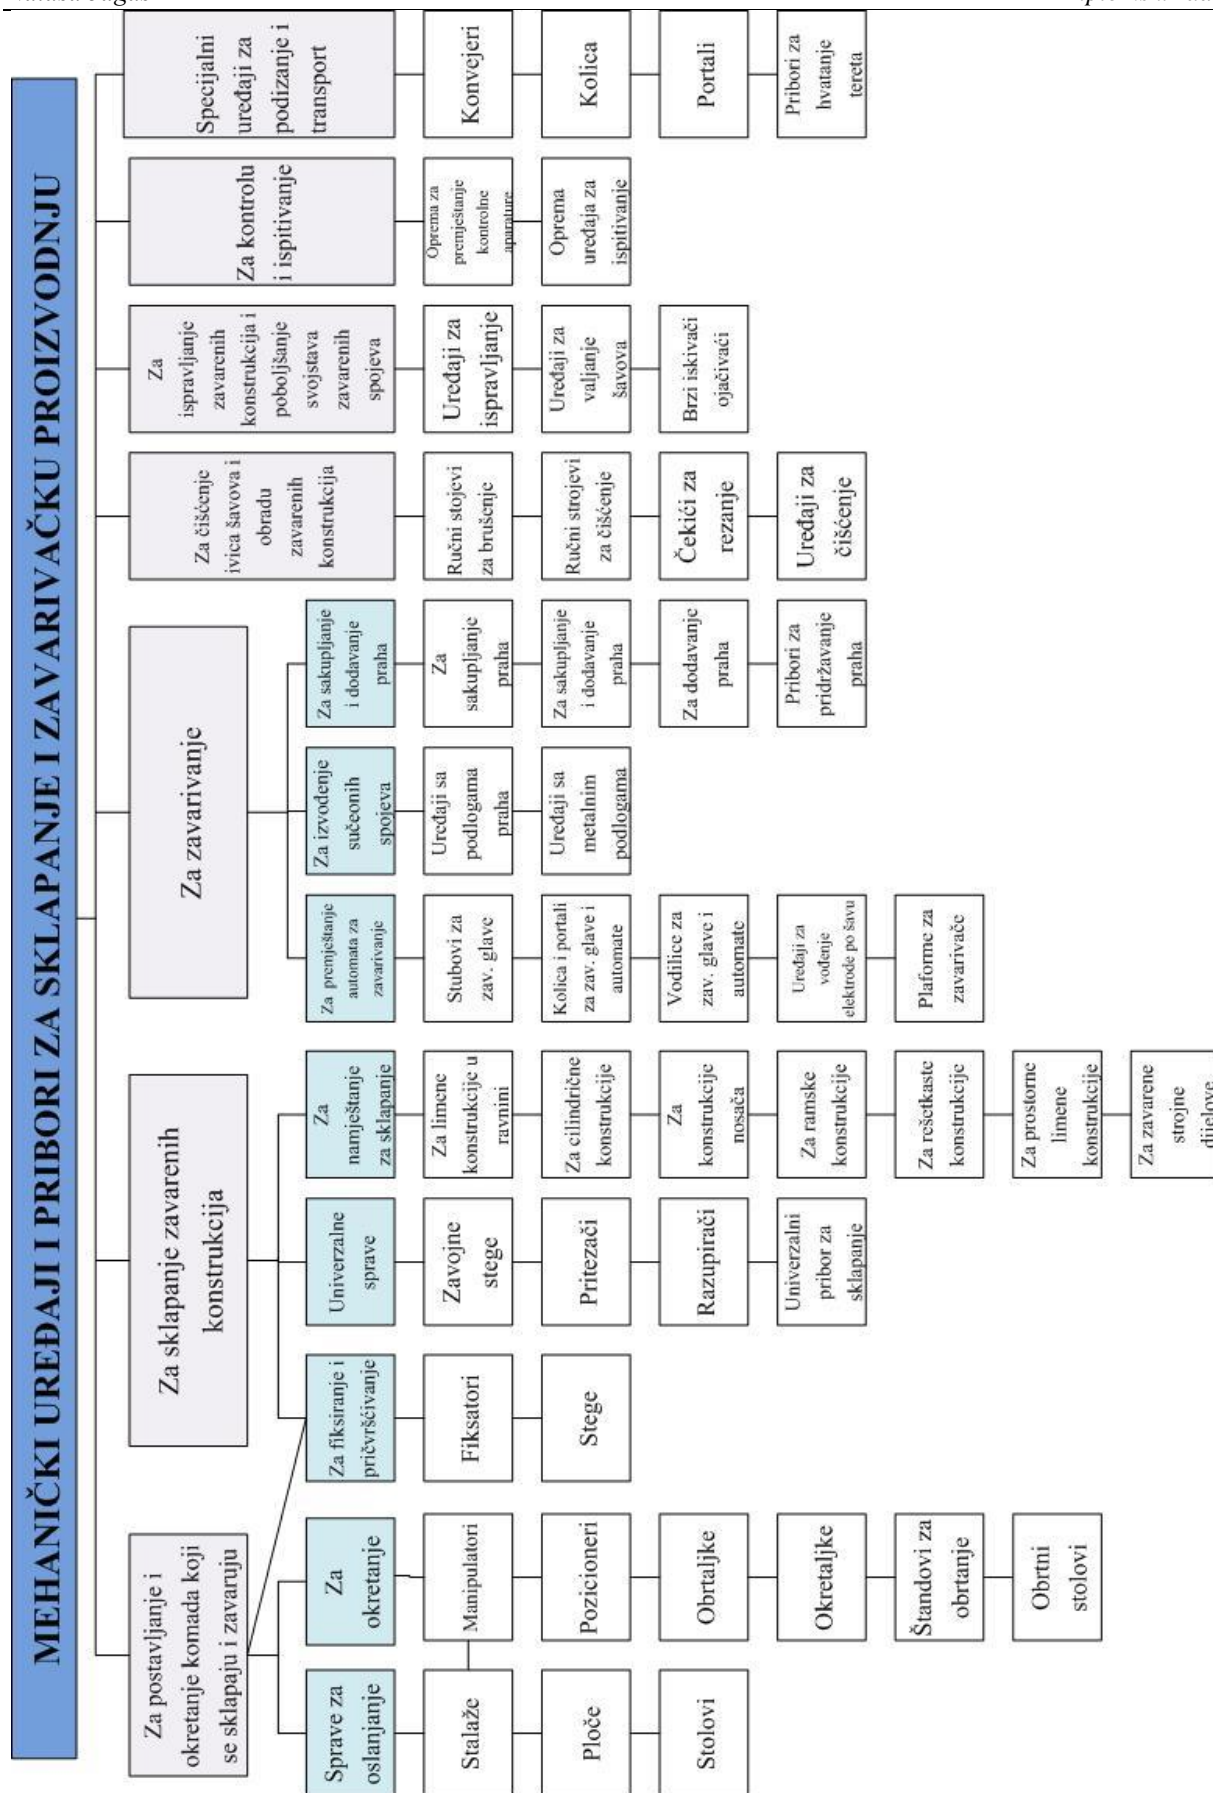 MEHANIČKI UREĐAJI I PRIBORI ZA SKLAPANJE I ZAVARIVAČKU PROIZVODNJU
Za postavljanje i
okretanje komada koji
se sklapaju i zavaruju
Sprave za
oslanjanje
Stalaže
Ploče
Stolovi
Za
okretanje
Manipulatori
Pozicioneri
Obrtaljke
Okretaljke
Štandovi za
obrtanje
Obrtni
stolovi
Za sklapanje zavarenih
konstrukcija
Za fiksiranje i
pričvršćivanje
Fiksatori
Stege
Univerzalne
sprave
Zavojne
stege
Pritezači
Razupirači
Univerzalni
pribor za
sklapanje
Za
namještanje
za sklapanje
Za limene
konstrukcije u
ravnini
Za cilindrične
konstrukcije
Za
konstrukcije
nosača
Za ramske
konstrukcije
Za rešetkaste
konstrukcije
Za prostorne
limene
konstrukcije
Za zavarene
strojne
dijelove
Za zavarivanje
Za premještanje
automata za
zavarivanje
Stubovi za
zav. glave
Kolica i portali
za zav. glave i
automate
Vodilice za
zav. glave i
automate
Uređaji za
vođenje
elektrode po šavu
Plaforme za
zavarivače
Za izvođenje
sučeonih
spojeva
Uređaji sa
podlogama
praha
Uređaji sa
metalnim
podlogama
Za sakupljanje
i dodavanje
praha
Za
sakupljanje
praha
Za sakupljanje
i dodavanje
praha
Za dodavanje
praha
Pribori za
pridržavanje
praha
Za čišćenje
ivica šavova i
obradu
zavarenih
konstrukcija
Ručni stojevi
za brušenje
Ručni strojevi
za čišćenje
Čekići za
rezanje
Uređaji za
čišćenje
Za
ispravljanje
zavarenih
konstrukcija i
poboljšanje
svojstava
zavarenih
spojeva
Uređaji za
ispravljanje
Uređaji za
valjanje
šavova
Brzi iskivači
ojačivači
Za kontrolu
i ispitivanje
Oprema za
premještanje
kontrolne
aparature
Oprema
uređaja za
ispitivanje
Specijalni
uređaji za
podizanje i
transport
Konvejeri
Kolica
Portali
Pribori za
hvatanje
tereta